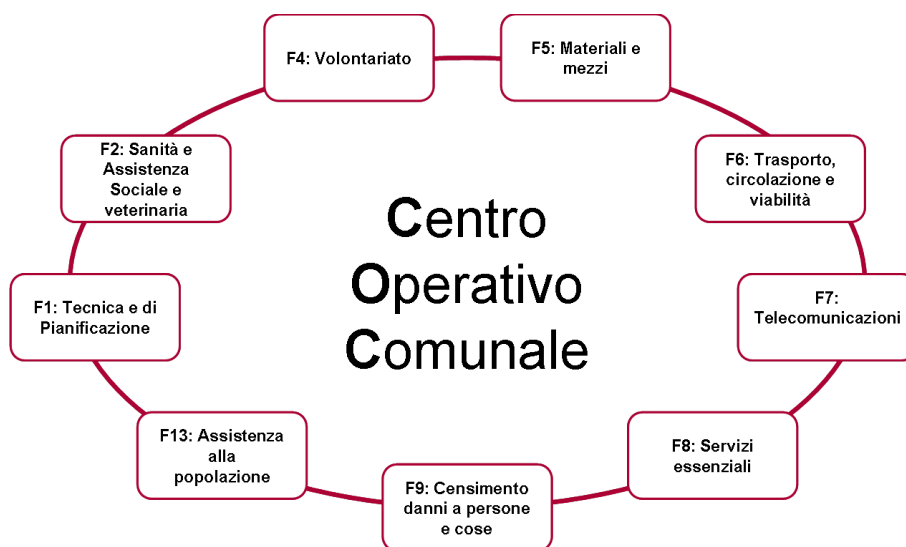 F4: Volontariato
F5: Materiali e
mezzi
F2: Sanità e
Assistenza
Sociale e
veterinaria
F6: Trasporto,
circolazione e
viabilità
Centro
Operativo
Comunale
F1: Tecnica e di
Pianificazione
F7:
Telecomunicazioni
F13: Assistenza
alla
popolazione
F8: Servizi
essenziali
F9: Censimento
danni a persone
e cose